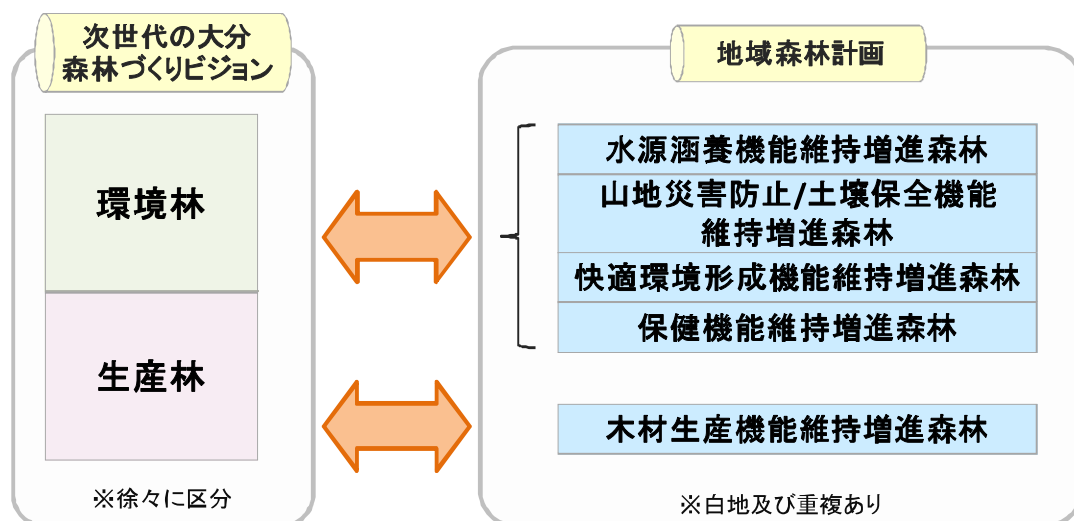 次世代の大分
森林づくりビジョン
環境林
生産林
※徐々に区分
地域森林計画
水源涵養機能維持増進森林
山地災害防止/土壌保全機能
維持増進森林
快適環境形成機能維持増進森林
保健機能維持増進森林
木材生産機能維持増進森林
※白地及び重複あり